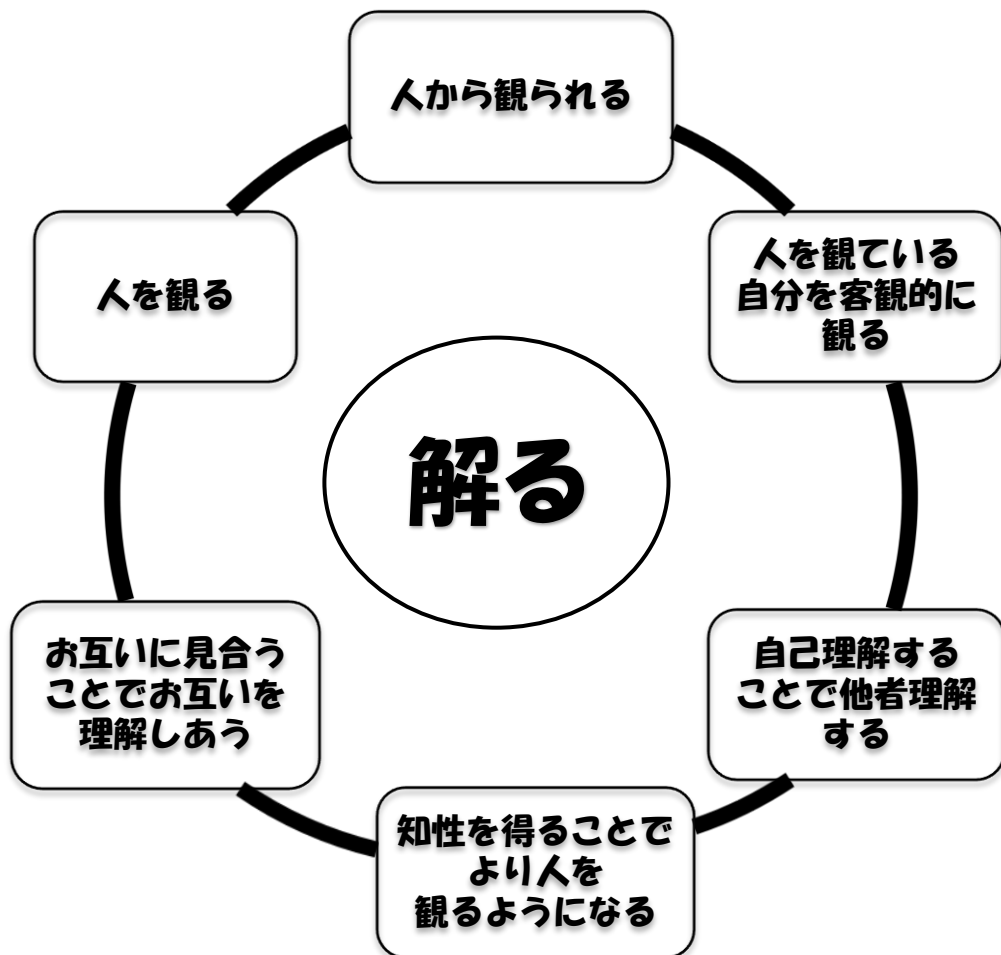 人から観られる
人を観ている
自分を客観的に
観る
自己理解する
ことで他者理解
する
知性を得ることで
より人を
観るようになる
お互いに見合う
ことでお互いを
理解しあう
人を観る
解る